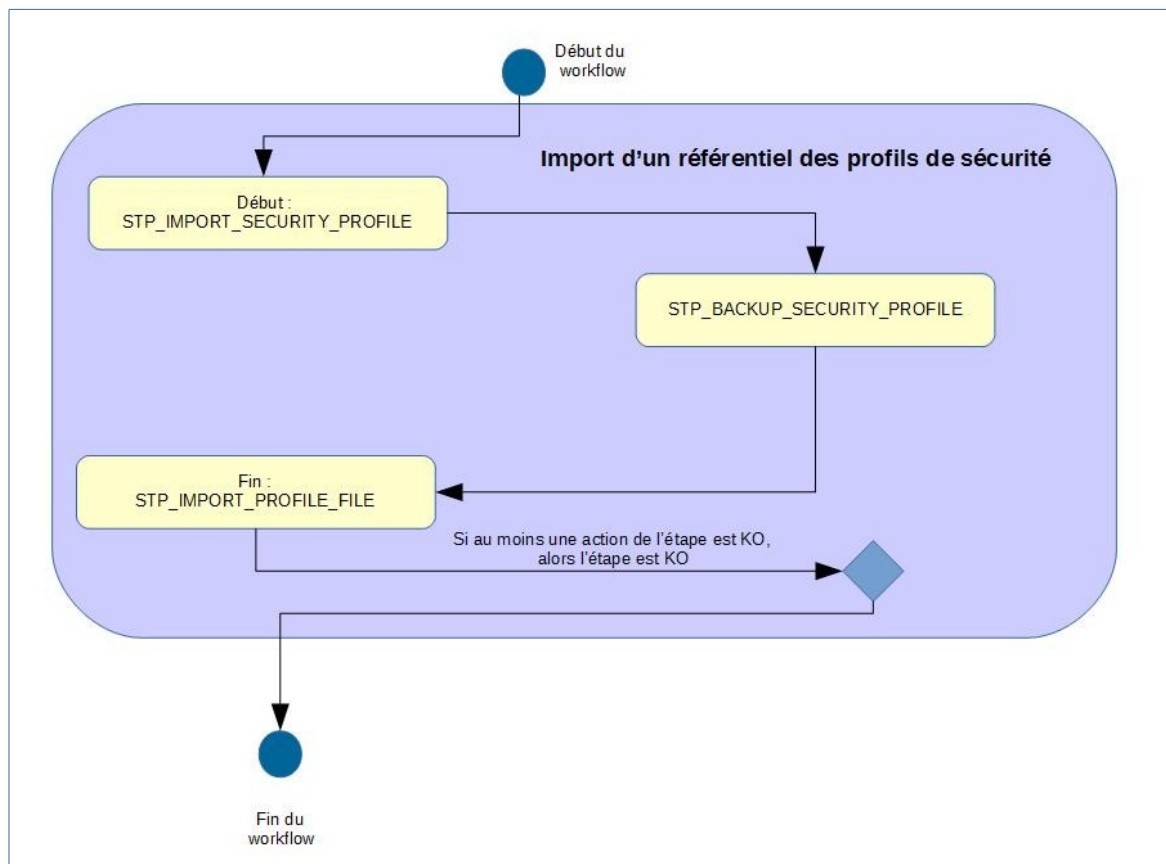 Début du
workflow
Import d’un référentiel des profils de sécurité
Début :
STP_IMPORT_SECURITY_PROFILE
STP_BACKUP_SECURITY_PROFILE
Fin :
STP_IMPORT_PROFILE_FILE
Si au moins une action de l’étape est KO,
alors l’étape est KO
Fin du
workflow